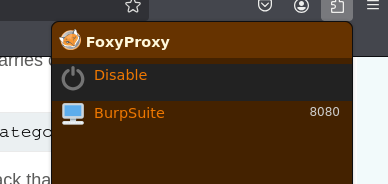 FoxyProxy
arries
Disable
BurpSuite 8080
atego
ack tha